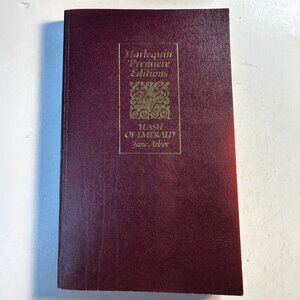 Harlequin
Premiere
Editions
FLASH
OF EMERALD
Jane Arbor